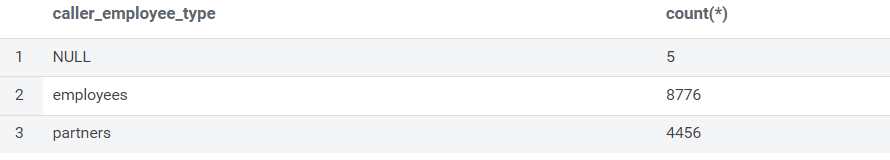 caller_employee_type count(*)
1 NULL 5
2 employees 8776
3 partners 4456